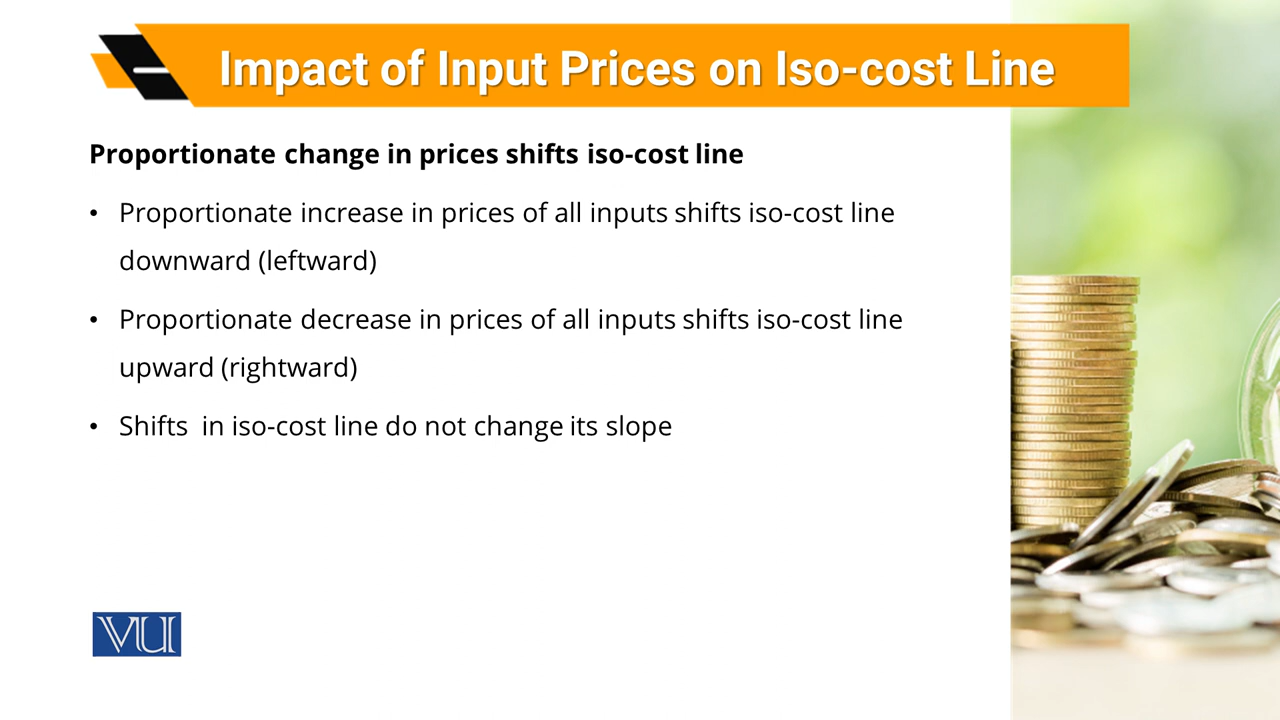 Impact of Input Prices on Iso-cost Line
Proportionate change in prices shifts iso-cost line
• Proportionate increase in prices of all inputs shifts iso-cost line
downward (leftward)
• Proportionate decrease in prices of all inputs shifts iso-cost line
upward (rightward)
• Shifts  in iso-cost line do not change its slope
VU